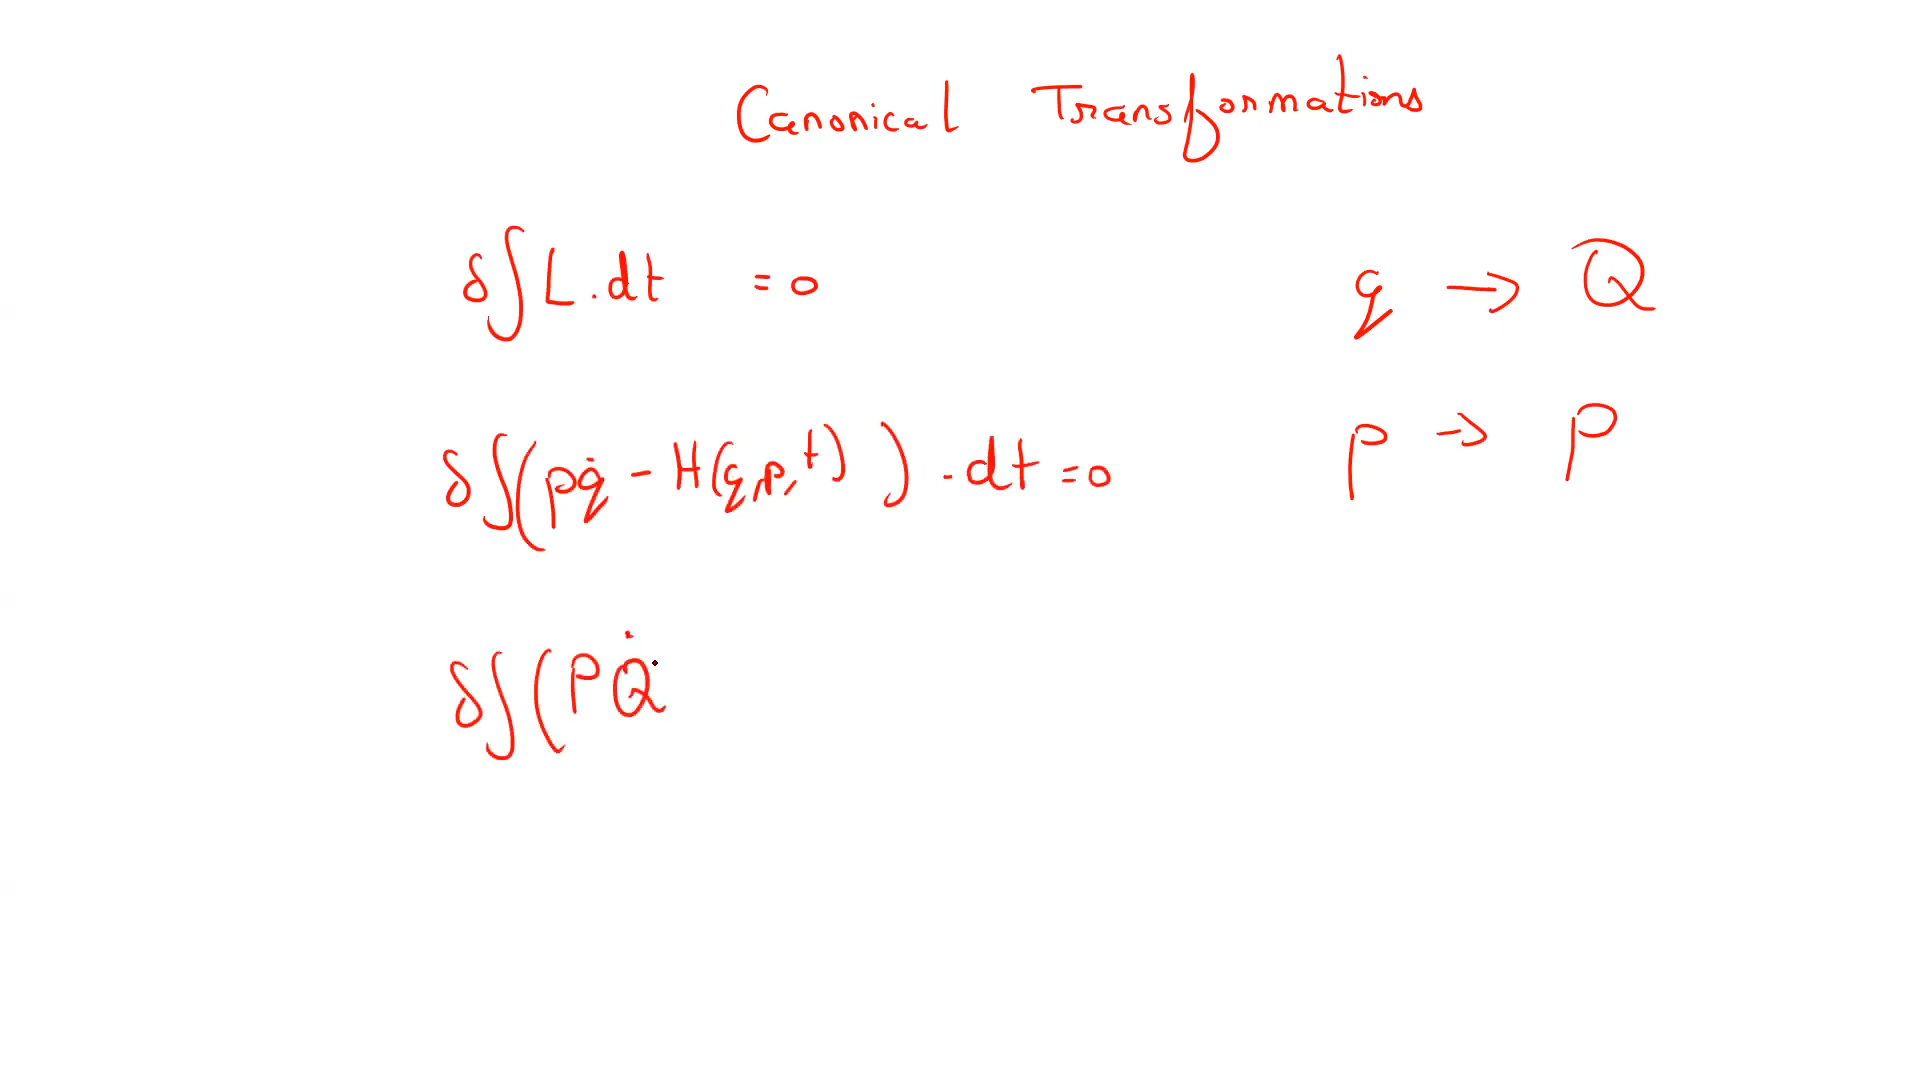 Canonical Transformations
δ∫L.dt = 0
q → Q
δ∫(pq̇ - H(q,p,t)) . dt = 0
p → P
δ∫(PQ̇